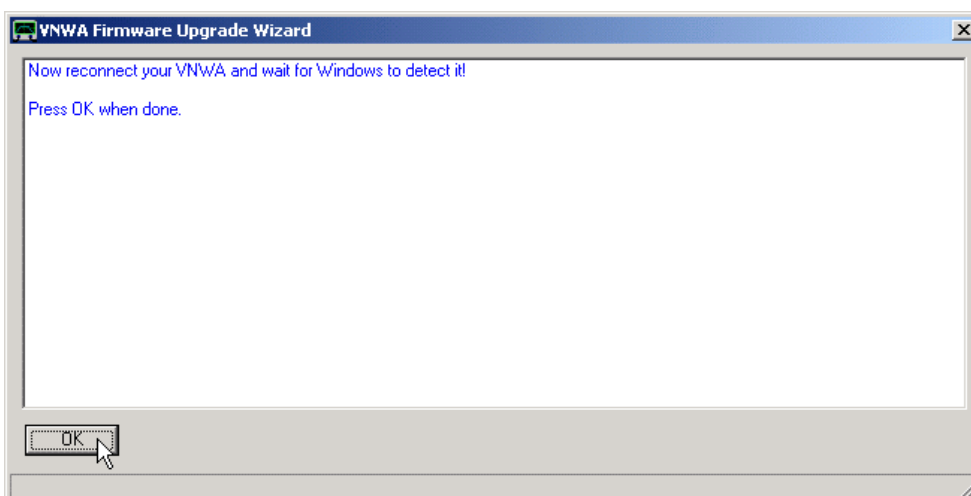 VNWA Firmware Upgrade Wizard
Now reconnect your VNWA and wait for Windows to detect it!
Press OK when done.
OK